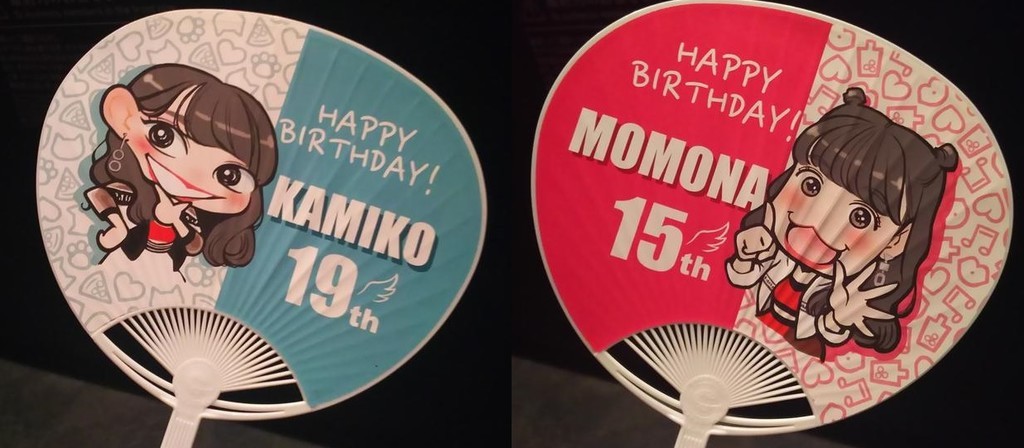 HAPPY
BIRTHDAY!
KAMIKO
19th
HAPPY
BIRTHDAY!
MOMONA
15th